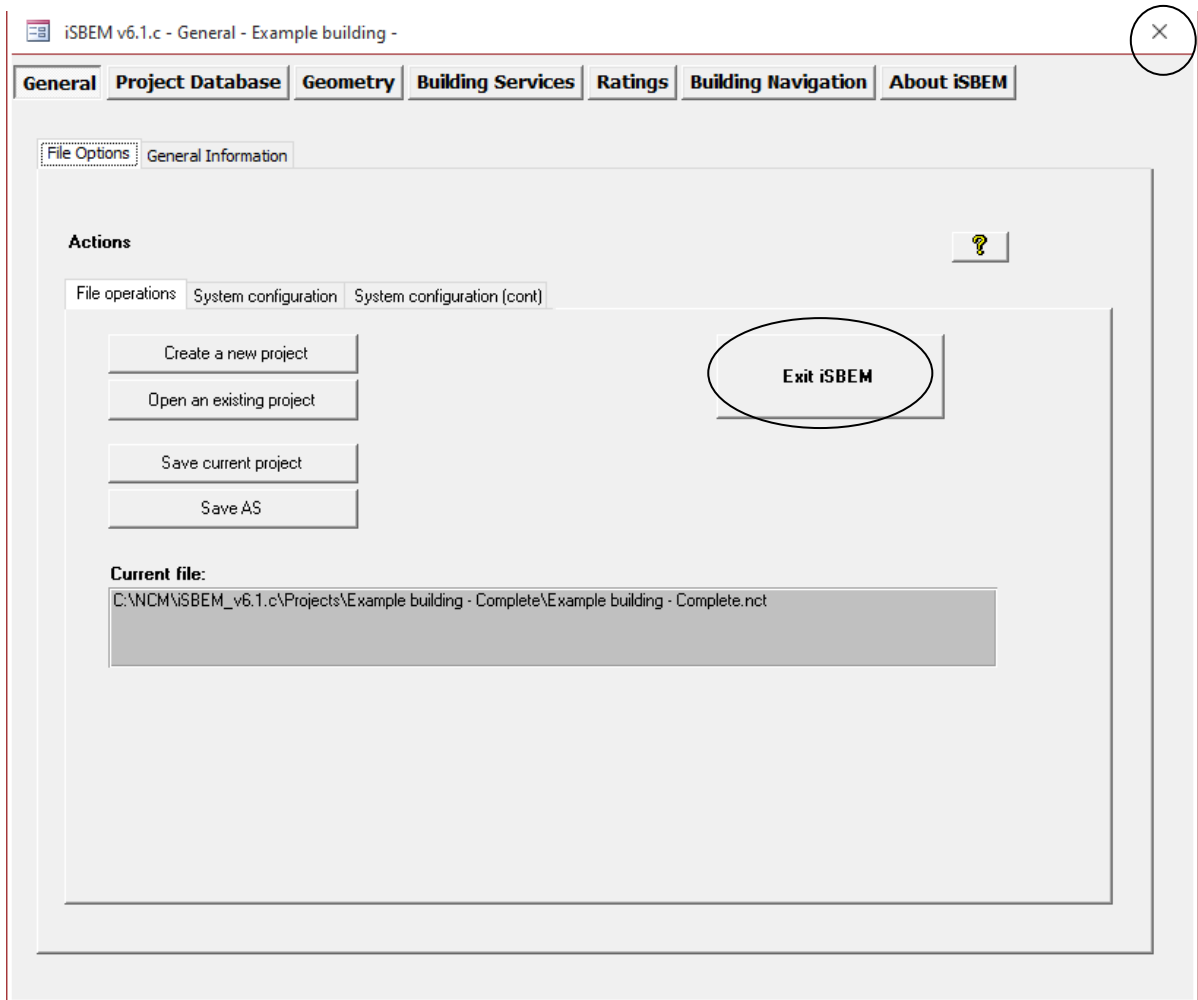 iSBEM v6.1.c - General - Example building -
General Project Database Geometry Building Services Ratings Building Navigation About iSBEM
File Options General Information
Actions
?
File operations System configuration System configuration (cont)
Create a new project
Exit iSBEM
Open an existing project
Save current project
Save AS
Current file:
C:\NCM\iSBEM_v6.1.c\Projects\Example building - Complete\Example building - Complete.nct